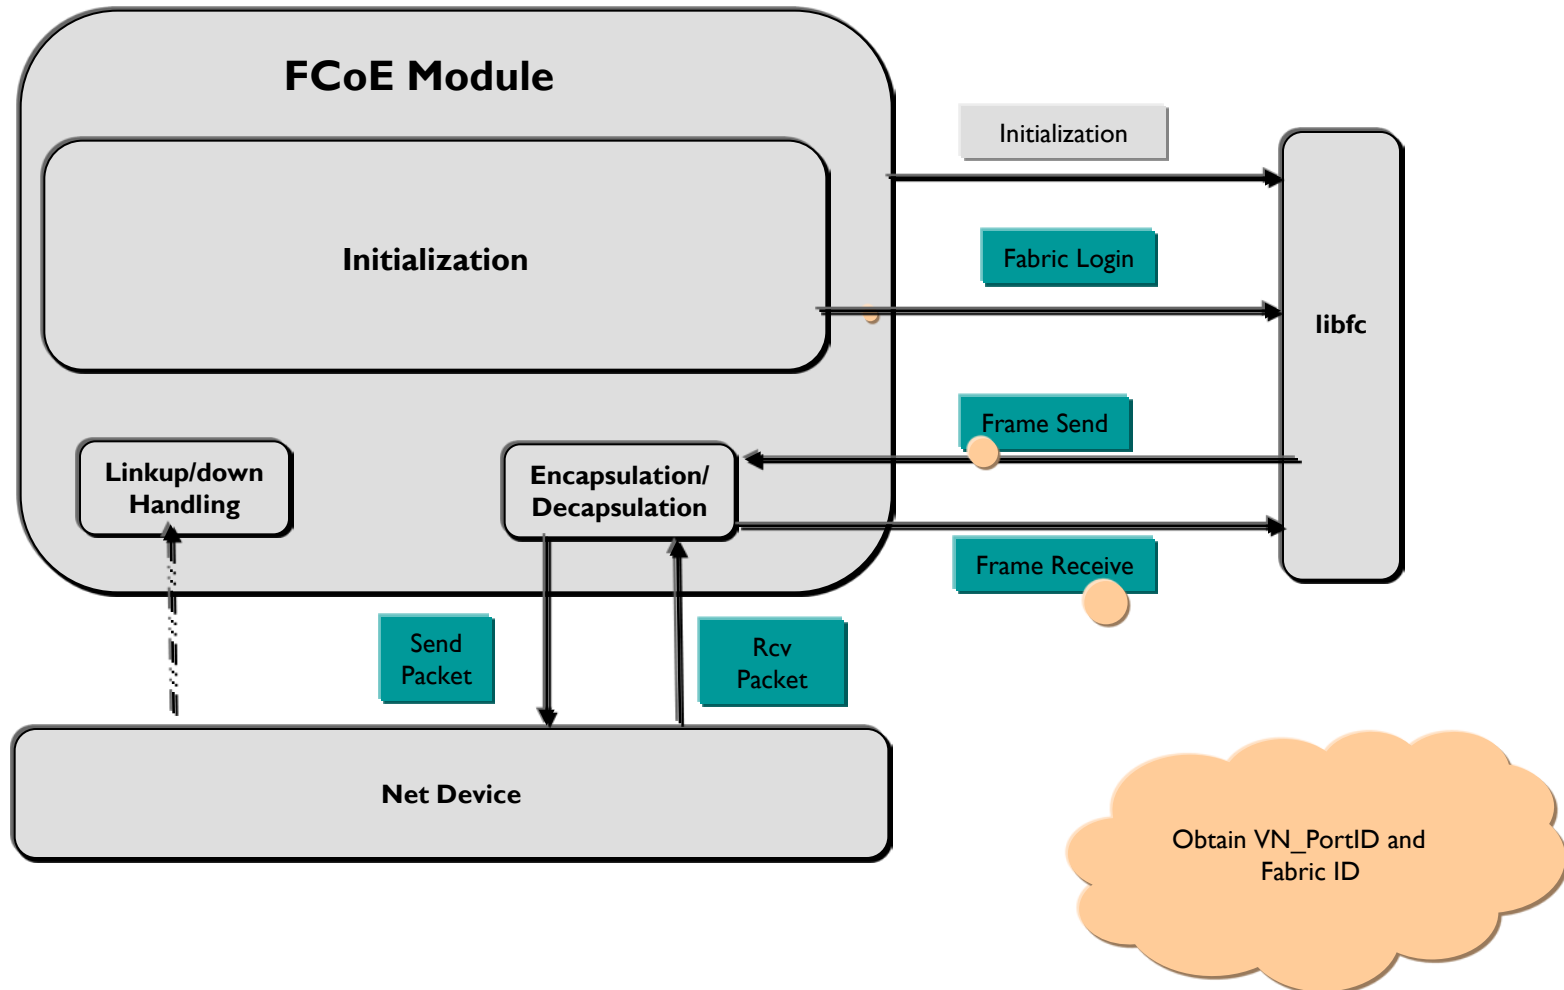 FCoE Module
Initialization
Initialization
Fabric Login
libfc
Frame Send
Linkup/down
Handling
Encapsulation/
Decapsulation
Frame Receive
Send
Packet
Rcv
Packet
Net Device
Obtain VN_PortID and
Fabric ID